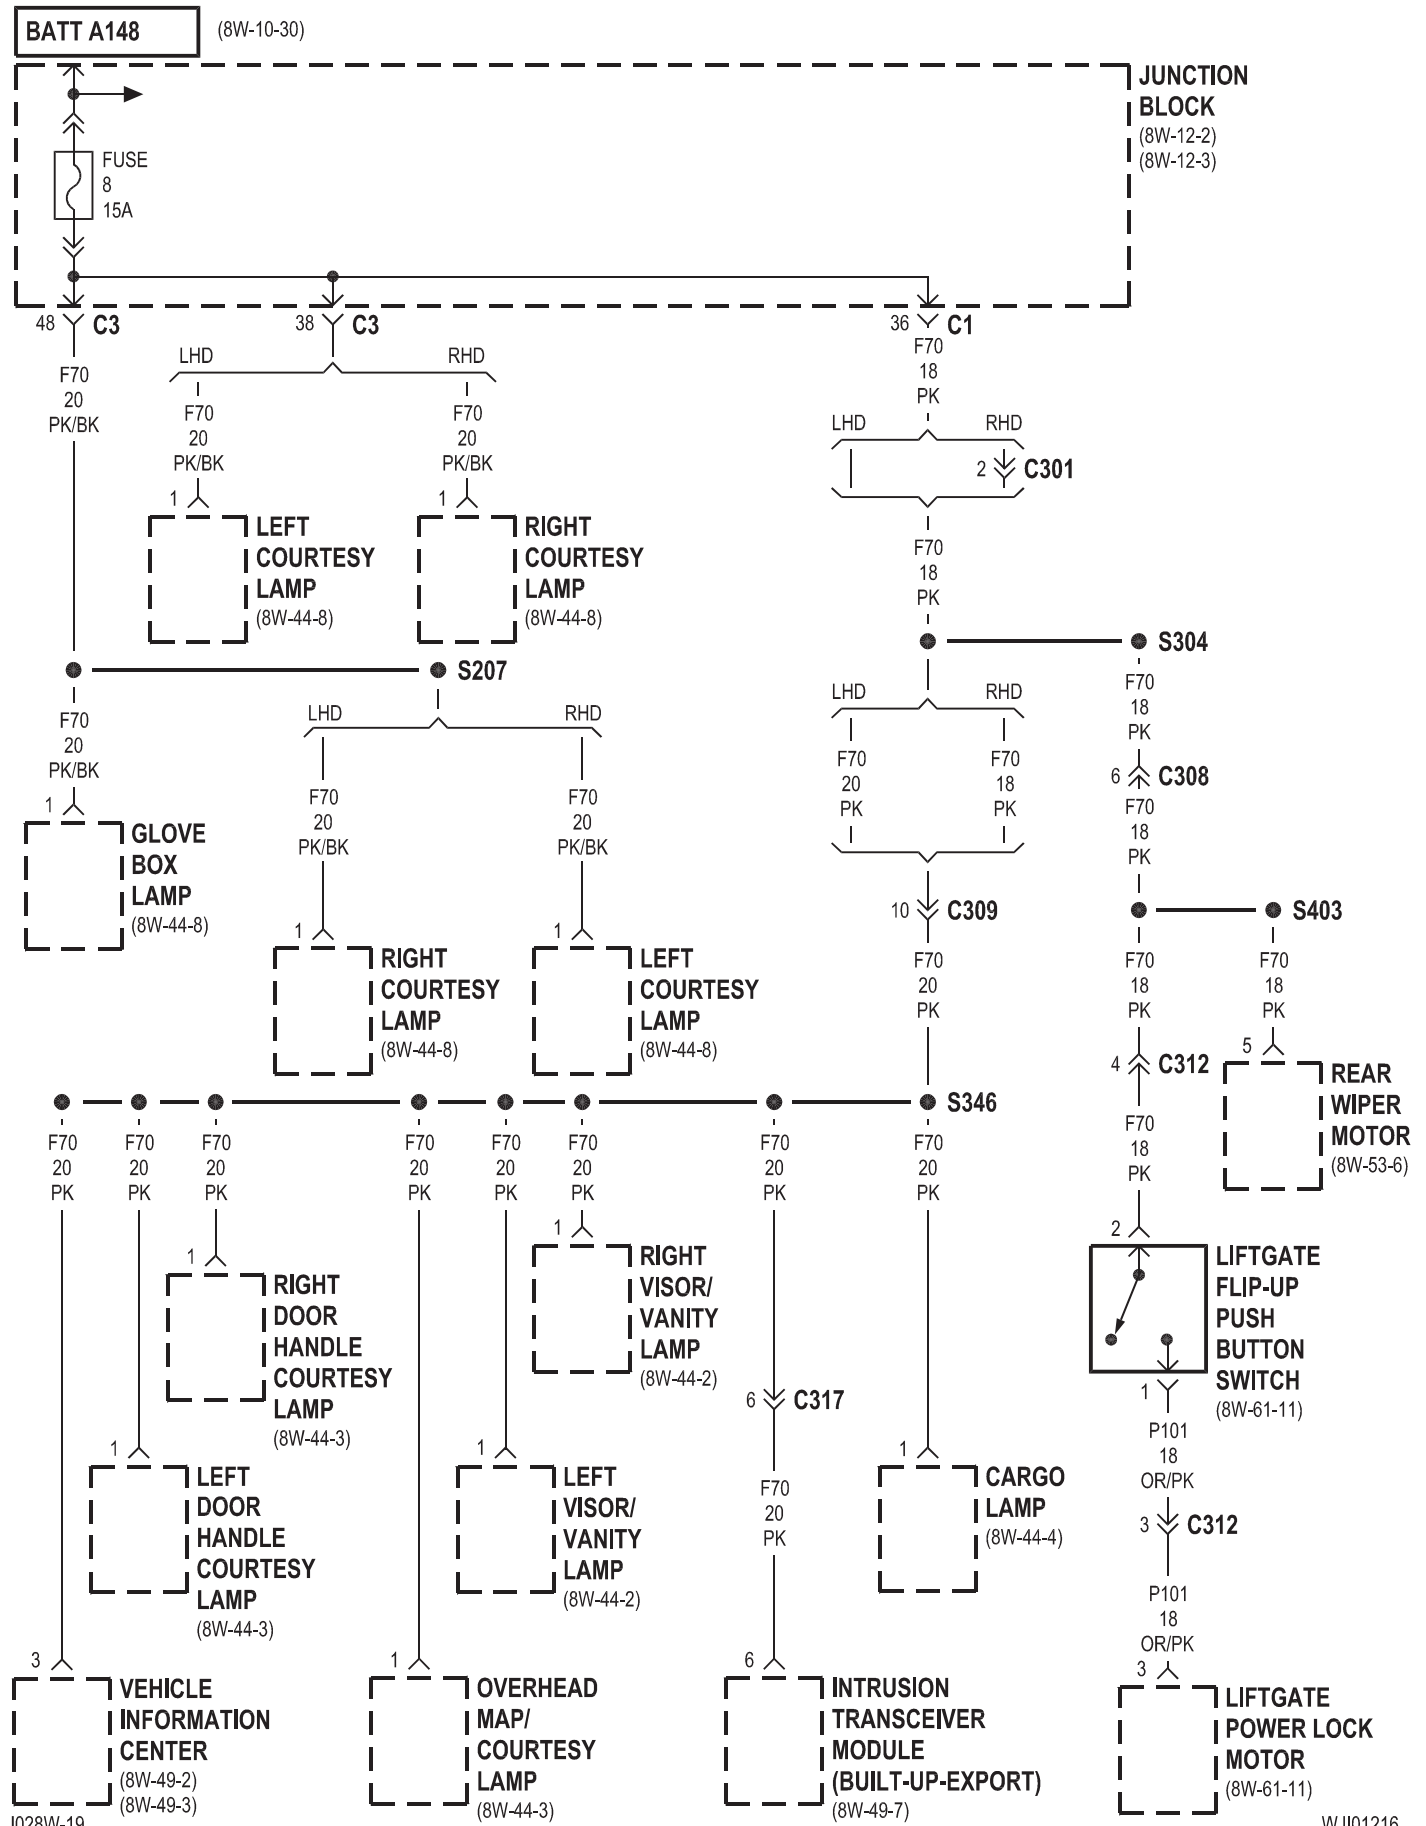 BATT A148
(8W-10-30)
JUNCTION
BLOCK
(8W-12-2)
(8W-12-3)
FUSE
8
15A
48 C3
38 C3
36 C1
F70
20
PK/BK
LHD
RHD
F70
20
PK/BK
F70
20
PK/BK
F70
18
PK
LHD
RHD
2 C301
1
LEFT
COURTESY
LAMP
(8W-44-8)
1
RIGHT
COURTESY
LAMP
(8W-44-8)
F70
18
PK
S304
S207
F70
20
PK/BK
LHD
RHD
F70
20
PK/BK
F70
20
PK/BK
LHD
RHD
F70
20
PK
F70
18
PK
F70
18
PK
6 C308
F70
18
PK
1
GLOVE
BOX
LAMP
(8W-44-8)
1
RIGHT
COURTESY
LAMP
(8W-44-8)
1
LEFT
COURTESY
LAMP
(8W-44-8)
10 C309
F70
20
PK
S403
F70
18
PK
F70
18
PK
4 C312
5
REAR
WIPER
MOTOR
(8W-53-6)
S346
F70
20
PK
F70
20
PK
F70
20
PK
F70
20
PK
F70
20
PK
F70
20
PK
F70
20
PK
F70
20
PK
F70
18
PK
1
RIGHT
DOOR
HANDLE
COURTESY
LAMP
(8W-44-3)
1
RIGHT
VISOR/
VANITY
LAMP
(8W-44-2)
6 C317
2
LIFTGATE
FLIP-UP
PUSH
BUTTON
SWITCH
(8W-61-11)
1
P101
18
OR/PK
3 C312
1
LEFT
DOOR
HANDLE
COURTESY
LAMP
(8W-44-3)
1
LEFT
VISOR/
VANITY
LAMP
(8W-44-2)
F70
20
PK
1
CARGO
LAMP
(8W-44-4)
P101
18
OR/PK
3
VEHICLE
INFORMATION
CENTER
(8W-49-2)
(8W-49-3)
1
OVERHEAD
MAP/
COURTESY
LAMP
(8W-44-3)
6
INTRUSION
TRANSCEIVER
MODULE
(BUILT-UP-EXPORT)
(8W-49-7)
3
LIFTGATE
POWER LOCK
MOTOR
(8W-61-11)
J028W-19
WJI01216